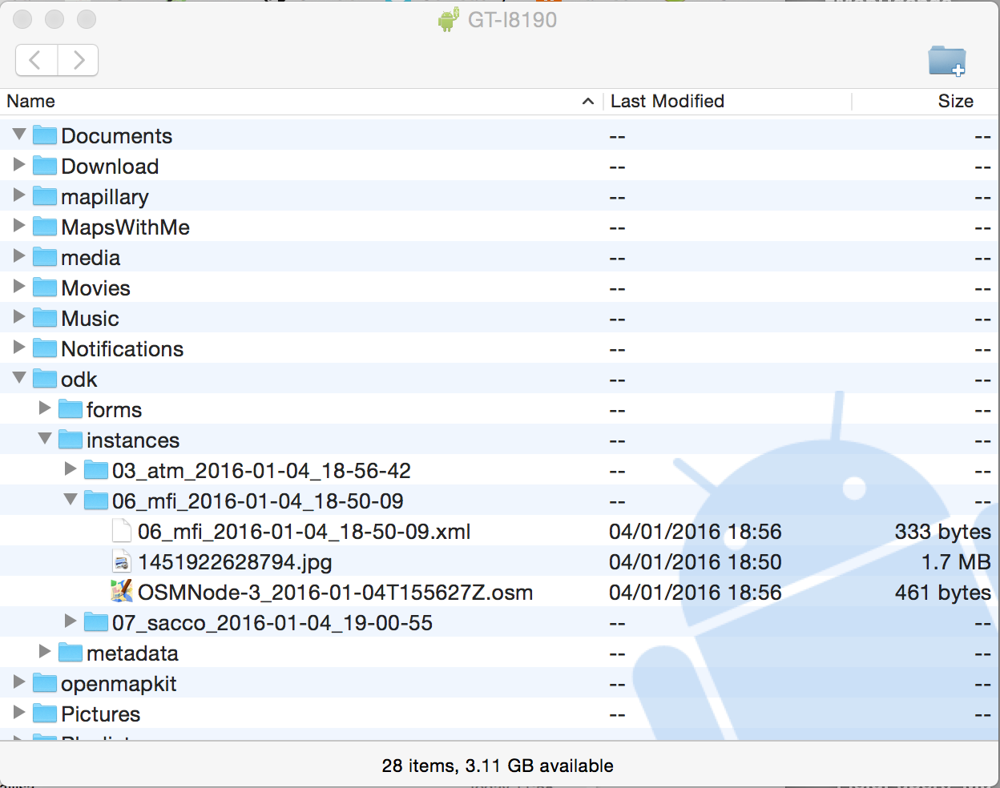 GT-I8190
Name Last Modified Size
Documents -- --
Download -- --
mapillary -- --
MapsWithMe -- --
media -- --
Movies -- --
Music -- --
Notifications -- --
odk -- --
forms -- --
instances -- --
03_atm_2016-01-04_18-56-42 -- --
06_mfi_2016-01-04_18-50-09 -- --
06_mfi_2016-01-04_18-50-09.xml 04/01/2016 18:56 333 bytes
1451922628794.jpg 04/01/2016 18:50 1.7 MB
OSMNode-3_2016-01-04T155627Z.osm 04/01/2016 18:56 461 bytes
07_sacco_2016-01-04_19-00-55 -- --
metadata -- --
openmapkit -- --
Pictures -- --
28 items, 3.11 GB available